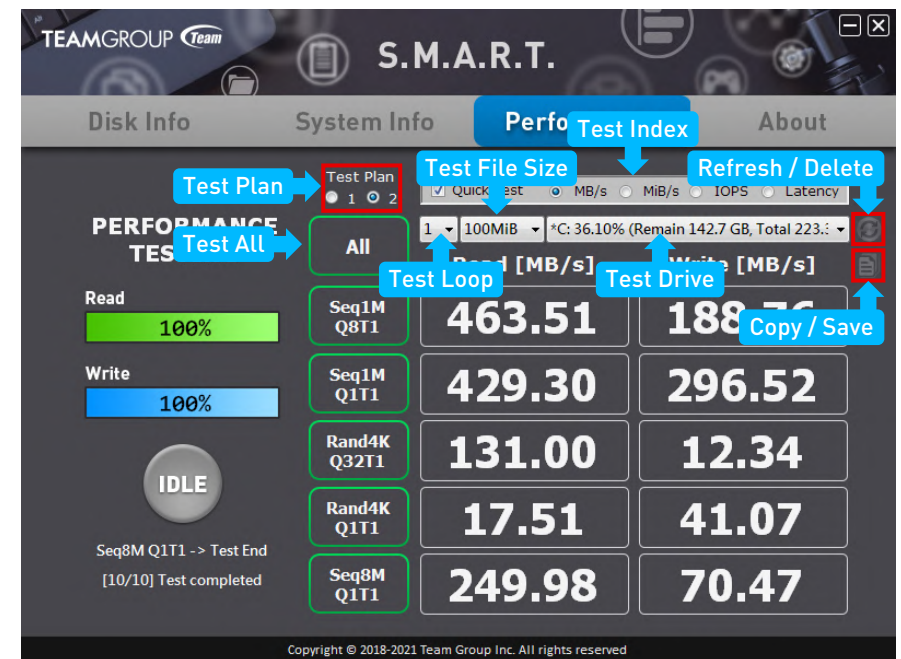 TEAMGROUP Team
S.M.A.R.T.
Disk Info
System Info
Perfo
About
Test Index
Test File Size
Refresh / Delete
Test Plan
Test Plan
1 2
Quick Test MB/s MiB/s IOPS Latency
PERFORMANCE
TES
Test All
All
1 100MiB *C: 36.10% (Remain 142.7 GB, Total 223.:
Test Loop
Test Drive
[MB/s]
[MB/s]
Copy / Save
Read
100%
Write
100%
IDLE
Seq8M Q1T1 -> Test End
[10/10] Test completed
Seq1M
Q8T1
463.51
188.76
Seq1M
Q1T1
429.30
296.52
Rand4K
Q32T1
131.00
12.34
Rand4K
Q1T1
17.51
41.07
Seq8M
Q1T1
249.98
70.47
Copyright © 2018-2021 Team Group Inc. All rights reserved